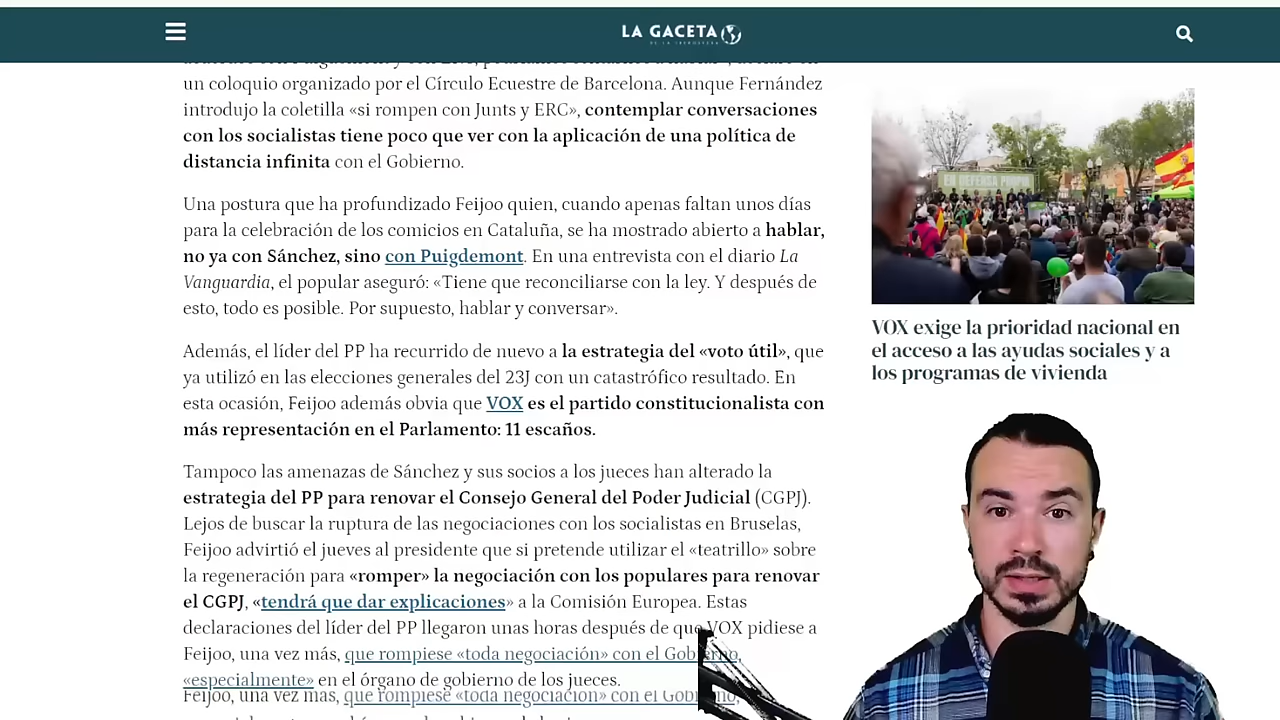 LA GACETA
DE LA IBEROSFERA
un coloquio organizado por el Círculo Ecuestre de Barcelona. Aunque Fernández
introdujo la coletilla «si rompen con Junts y ERC», contemplar conversaciones
con los socialistas tiene poco que ver con la aplicación de una política de
distancia infinita con el Gobierno.
Una postura que ha profundizado Feijoo quien, cuando apenas faltan unos días
para la celebración de los comicios en Cataluña, se ha mostrado abierto a hablar,
no ya con Sánchez, sino con Puigdemont. En una entrevista con el diario La
Vanguardia, el popular aseguró: «Tiene que reconciliarse con la ley. Y después de
esto, todo es posible. Por supuesto, hablar y conversar».
Además, el líder del PP ha recurrido de nuevo a la estrategia del «voto útil», que
ya utilizó en las elecciones generales del 23J con un catastrófico resultado. En
esta ocasión, Feijoo además obvia que VOX es el partido constitucionalista con
más representación en el Parlamento: 11 escaños.
Tampoco las amenazas de Sánchez y sus socios a los jueces han alterado la
estrategia del PP para renovar el Consejo General del Poder Judicial (CGPJ).
Lejos de buscar la ruptura de las negociaciones con los socialistas en Bruselas,
Feijoo advirtió el jueves al presidente que si pretende utilizar el «teatrillo» sobre
la regeneración para «romper» la negociación con los populares para renovar
el CGPJ, «tendrá que dar explicaciones» a la Comisión Europea. Estas
declaraciones del líder del PP llegaron unas horas después de que VOX pidiese a
Feijoo, una vez más, que rompiese «toda negociación» con el Gobierno,
«especialmente» en el órgano de gobierno de los jueces.
Feijoo, una vez más, que rompiese «toda negociación» con el Gobierno,
EN DEFENSA PROPIA
VOX exige la prioridad nacional en
el acceso a las ayudas sociales y a
los programas de vivienda